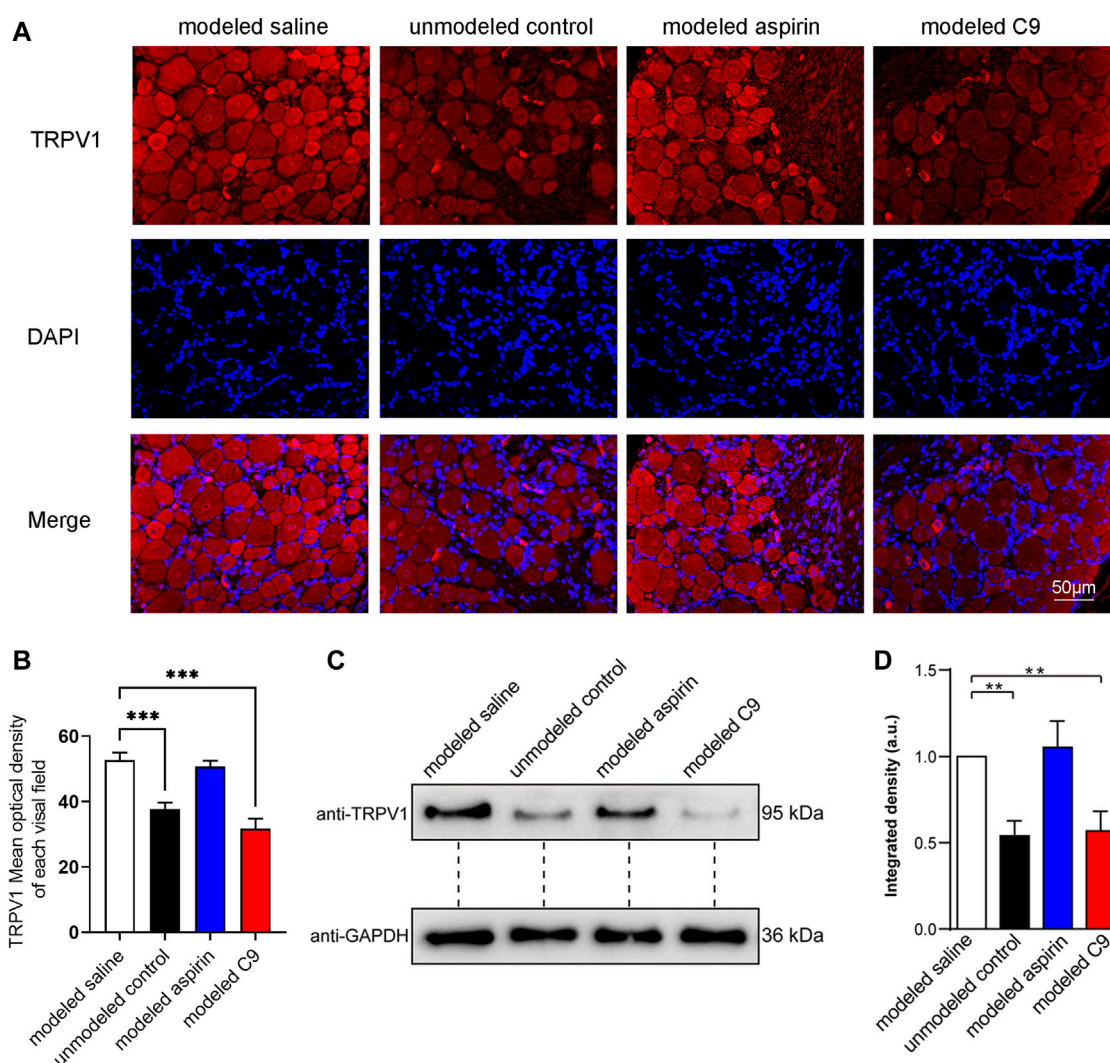 A
modeled saline
unmodeled control
modeled aspirin
modeled C9
TRPV1
DAPI
Merge
50μm
B
TRPV1 Mean optical density
of each visal field
60
40
20
0
***
***
modeled saline
unmodeled control
modeled aspirin
modeled C9
C
modeled saline
unmodeled control
modeled aspirin
modeled C9
anti-TRPV1
95 kDa
anti-GAPDH
36 kDa
D
Integrated density (a.u.)
1.5
1.0
0.5
0.0
**
**
modeled saline
unmodeled control
modeled aspirin
modeled C9